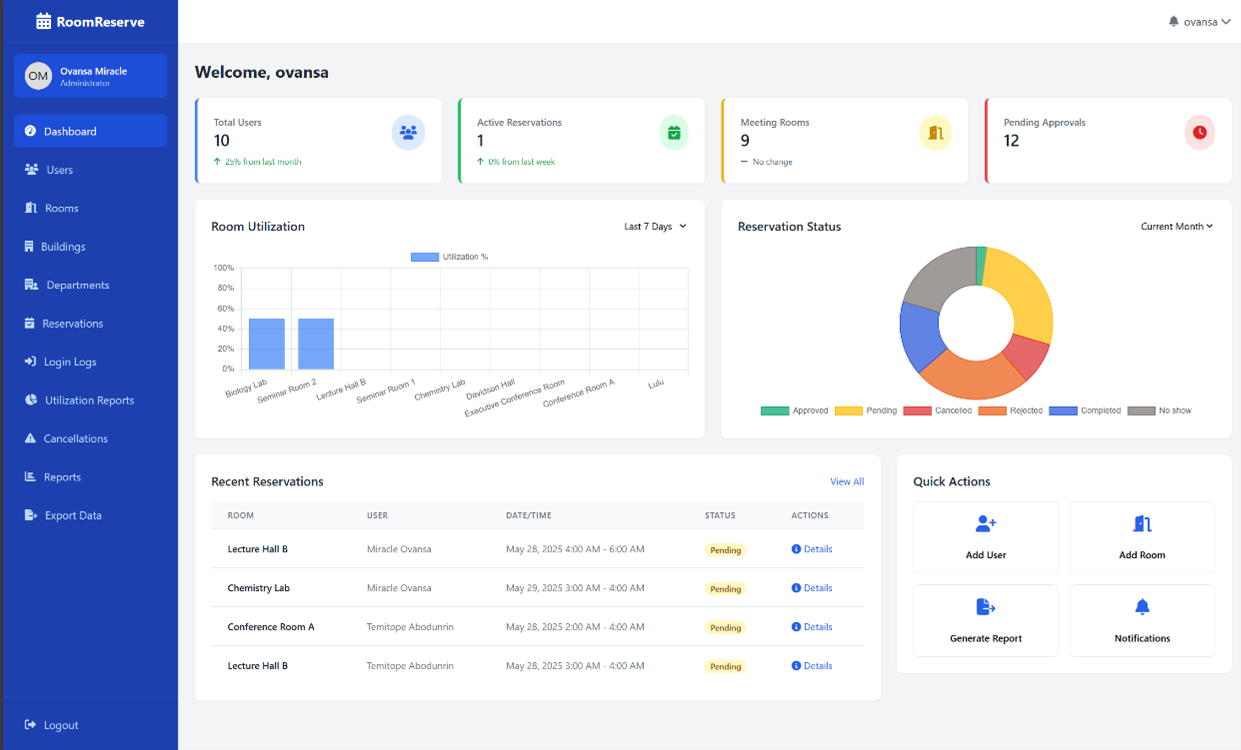 RoomReserve
ovansa
OM
Ovansa Miracle
Administrator
Dashboard
Users
Rooms
Buildings
Departments
Reservations
Login Logs
Utilization Reports
Cancellations
Reports
Export Data
Logout
Welcome, ovansa
Total Users
10
25% from last month
Active Reservations
1
0% from last week
Meeting Rooms
9
No change
Pending Approvals
12
Room Utilization
Last 7 Days
Utilization %
100%
80%
60%
40%
20%
0%
Biology Lab
Seminar Room 2
Lecture Hall B
Seminar Room 1
Chemistry Lab
Davidson Hall
Executive Conference Room
Conference Room A
Lulu
Reservation Status
Current Month
Approved Pending Cancelled Rejected Completed No show
Recent Reservations
View All
ROOM USER DATE/TIME STATUS ACTIONS
Lecture Hall B Miracle Ovansa May 28, 2025 4:00 AM - 6:00 AM Pending Details
Chemistry Lab Miracle Ovansa May 29, 2025 3:00 AM - 4:00 AM Pending Details
Conference Room A Temitope Abodunrin May 28, 2025 2:00 AM - 4:00 AM Pending Details
Lecture Hall B Temitope Abodunrin May 28, 2025 3:00 AM - 4:00 AM Pending Details
Quick Actions
Add User
Add Room
Generate Report
Notifications